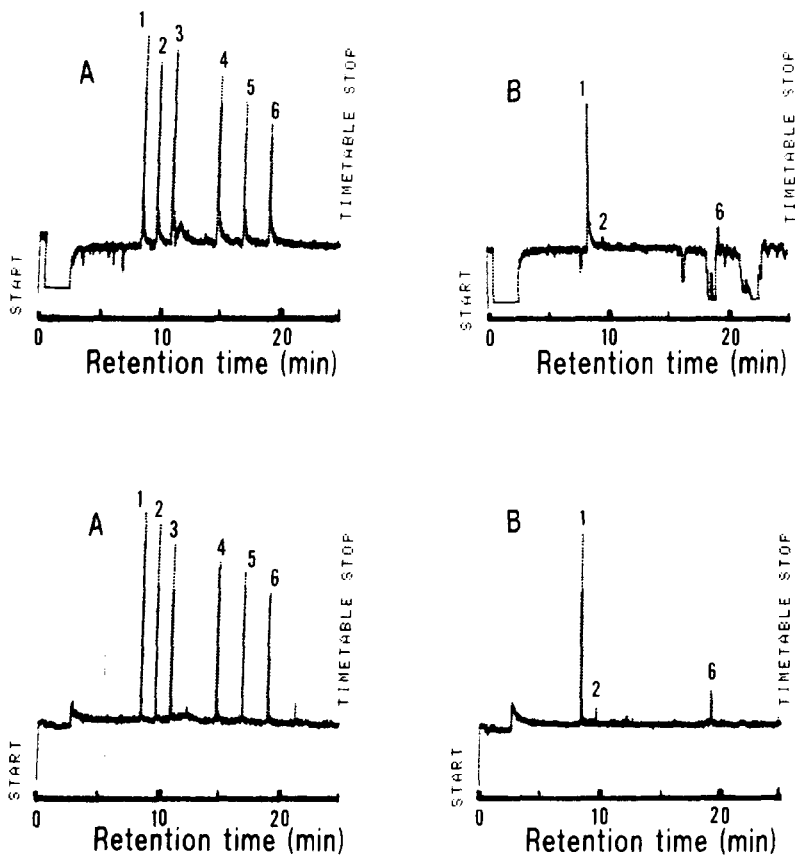 A
1
2
3
4
5
6
START
TIMETABLE STOP
0 10 20
Retention time (min)
B
1
2
6
START
TIMETABLE STOP
0 10 20
Retention time (min)
A
1
2
3
4
5
6
START
TIMETABLE STOP
0 10 20
Retention time (min)
B
1
2
6
START
TIMETABLE STOP
0 10 20
Retention time (min)